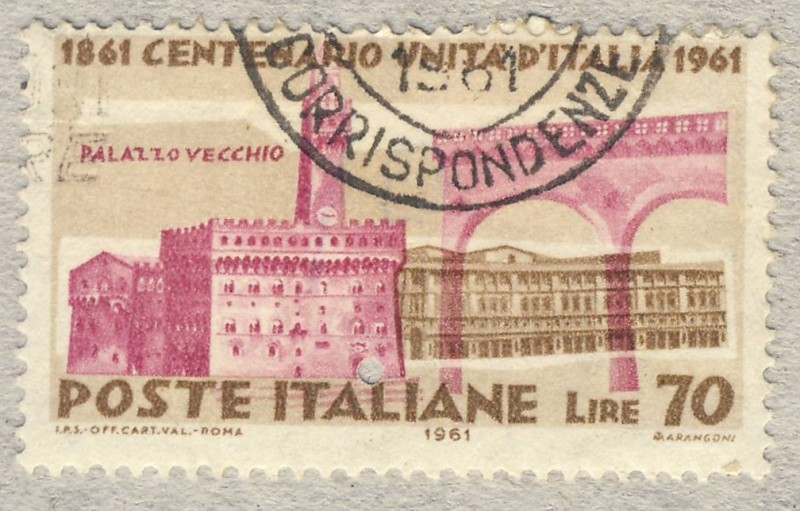 1861 CENTENARIO UNITÀ D'ITALIA 1961
1961
CORRISPONDENZE
PALAZZO VECCHIO
POSTE ITALIANE LIRE 70
I.P.S.-OFF.CART.VAL.-ROMA 1961 MARANGONI